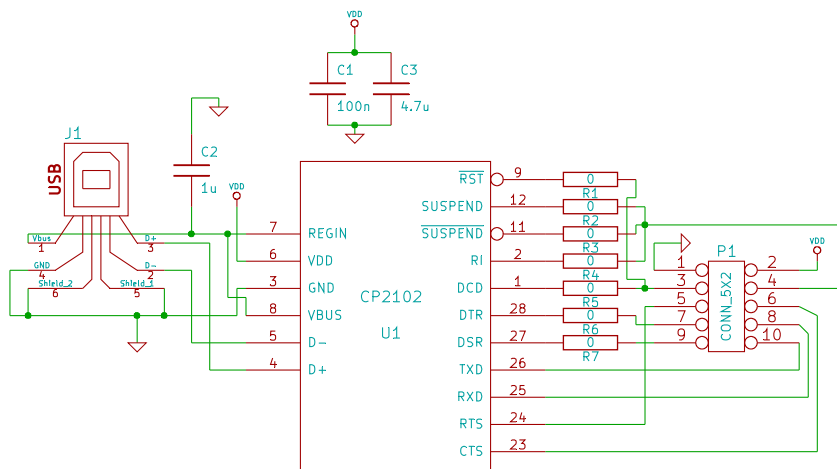 VDD
C1
100n
C3
4.7u
J1
USB
C2
1u
VDD
Vbus
1
D+
3
GND
4
D-
2
Shield_2
6
Shield_1
5
7 REGIN
6 VDD
3 GND
8 VBUS
5 D-
4 D+
CP2102
U1
RST 9
SUSPEND 12
SUSPEND 11
RI 2
DCD 1
DTR 28
DSR 27
TXD 26
RXD 25
RTS 24
CTS 23
0
R1
0
R2
0
R3
0
R4
0
R5
0
R6
0
R7
P1
CONN_5X2
VDD
1 2
3 4
5 6
7 8
9 10